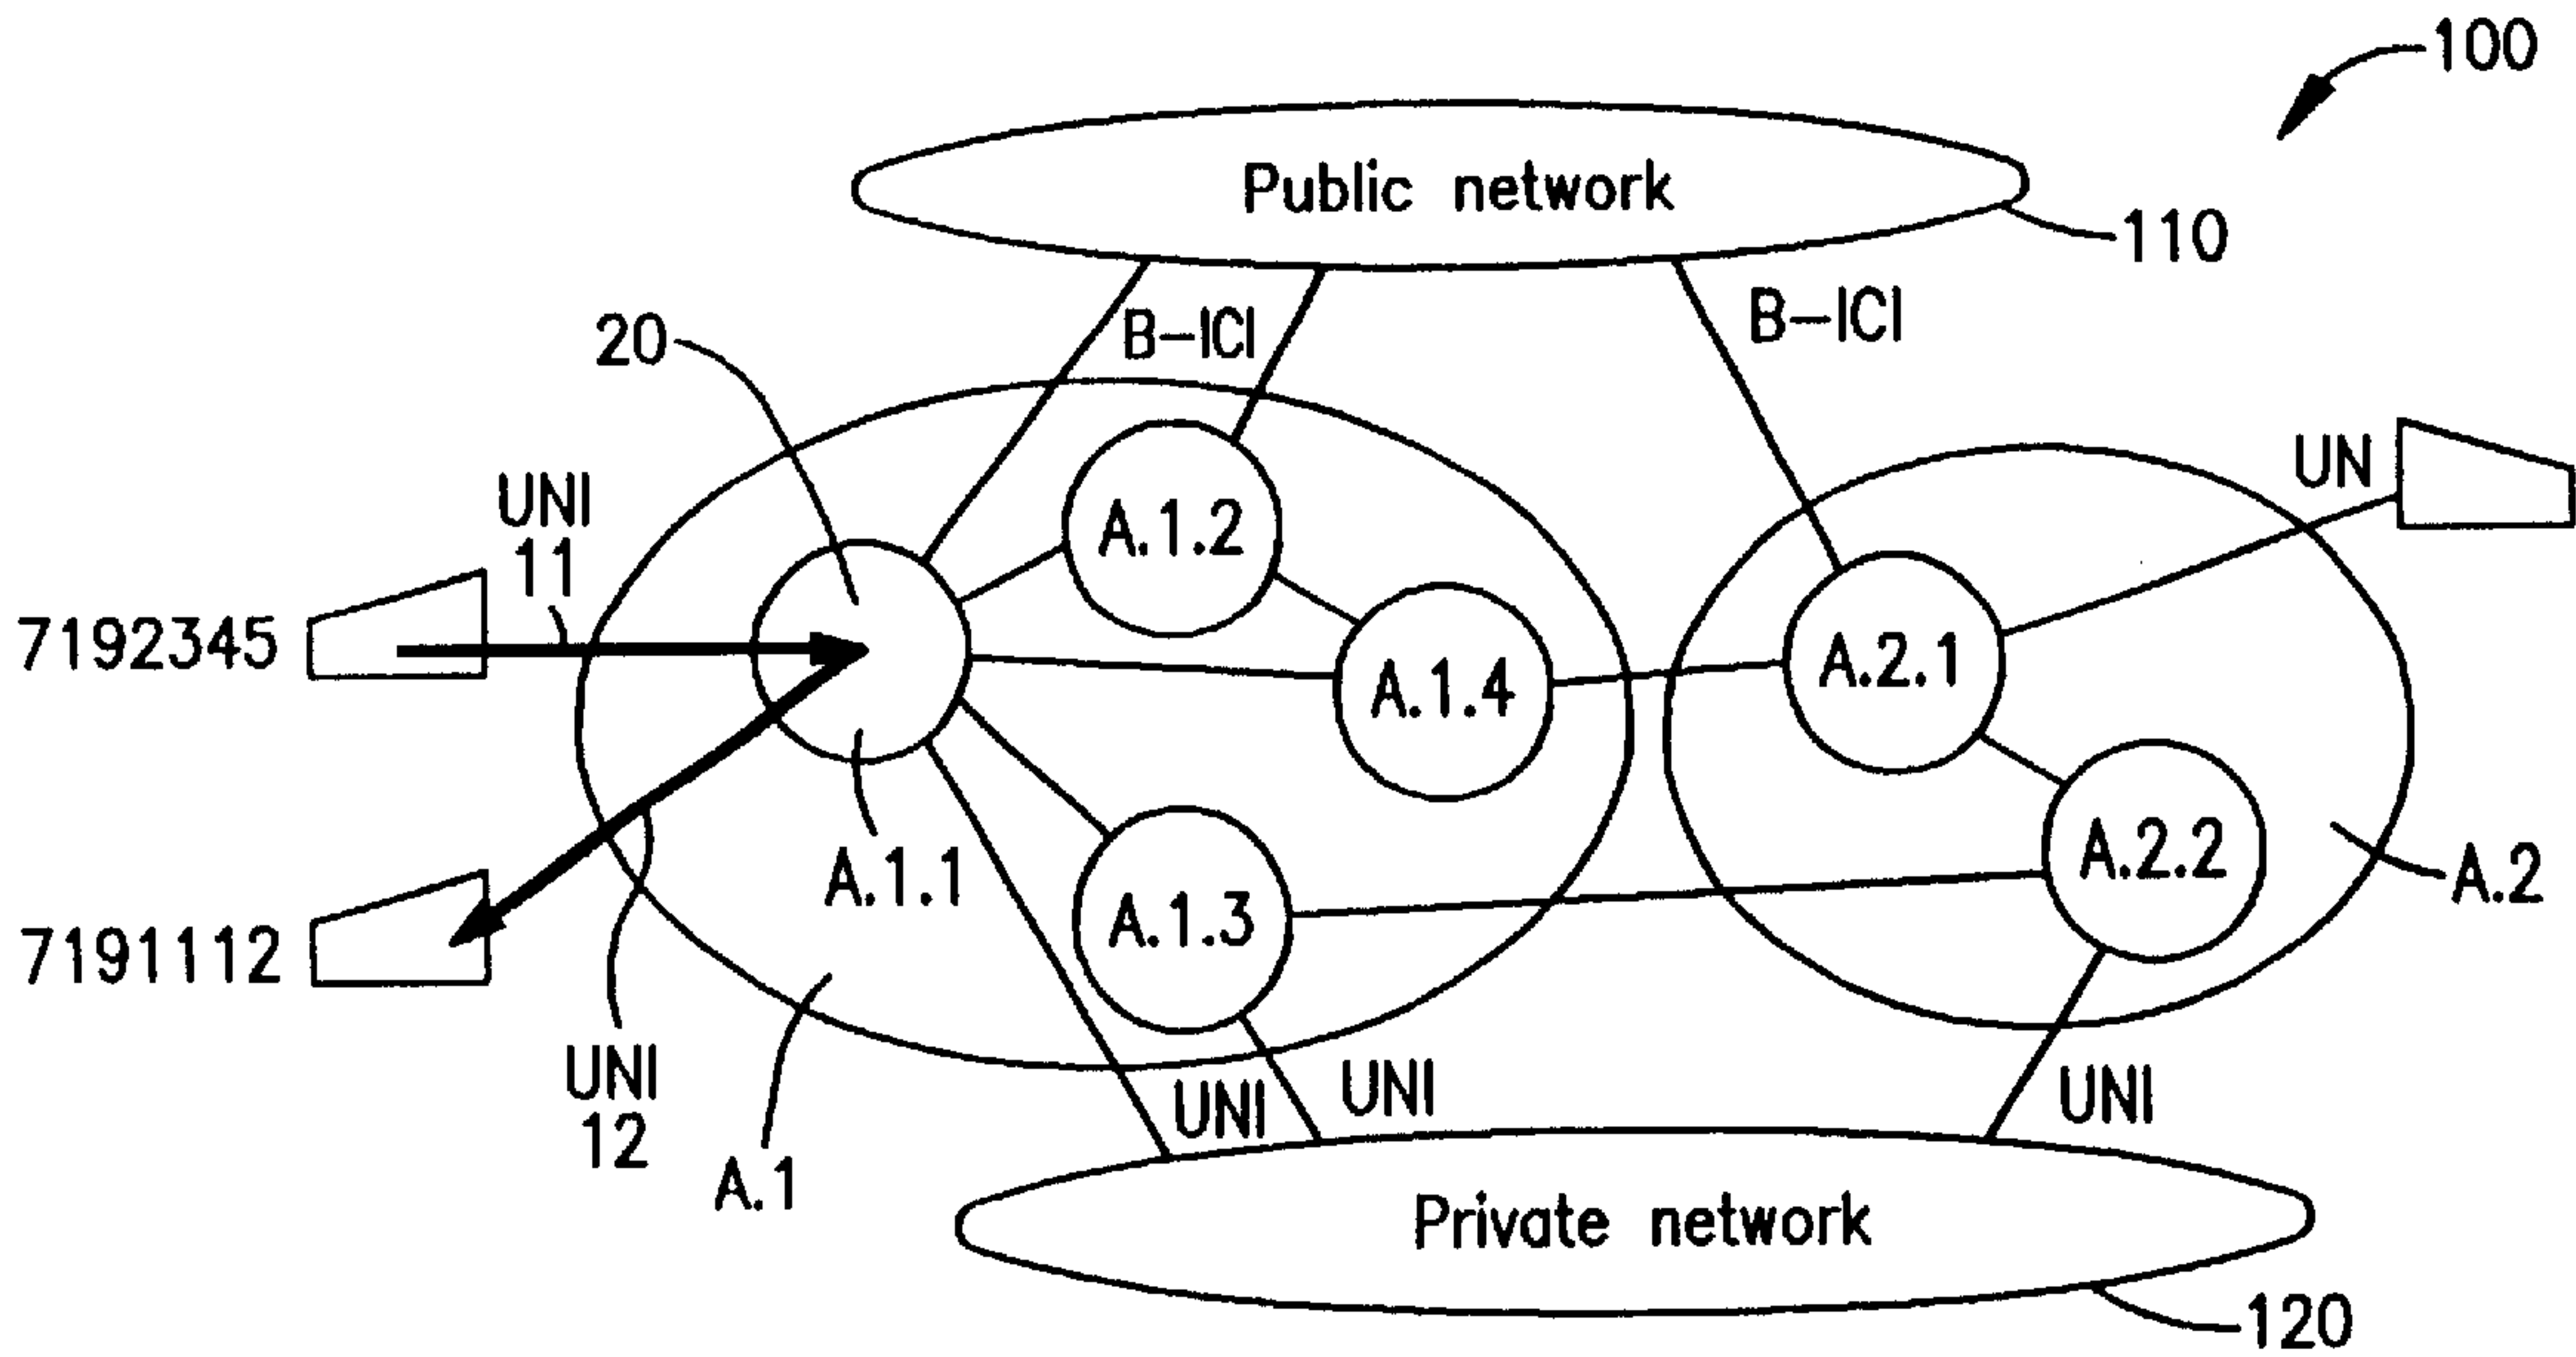 100
Public network
110
B-ICI
B-ICI
20
UNI
11
UN
A.1.2
7192345
A.1.4
A.2.1
A.2.2
A.1.1
A.2
A.1.3
7191112
UNI
12
A.1
UNI
UNI
UNI
Private network
120